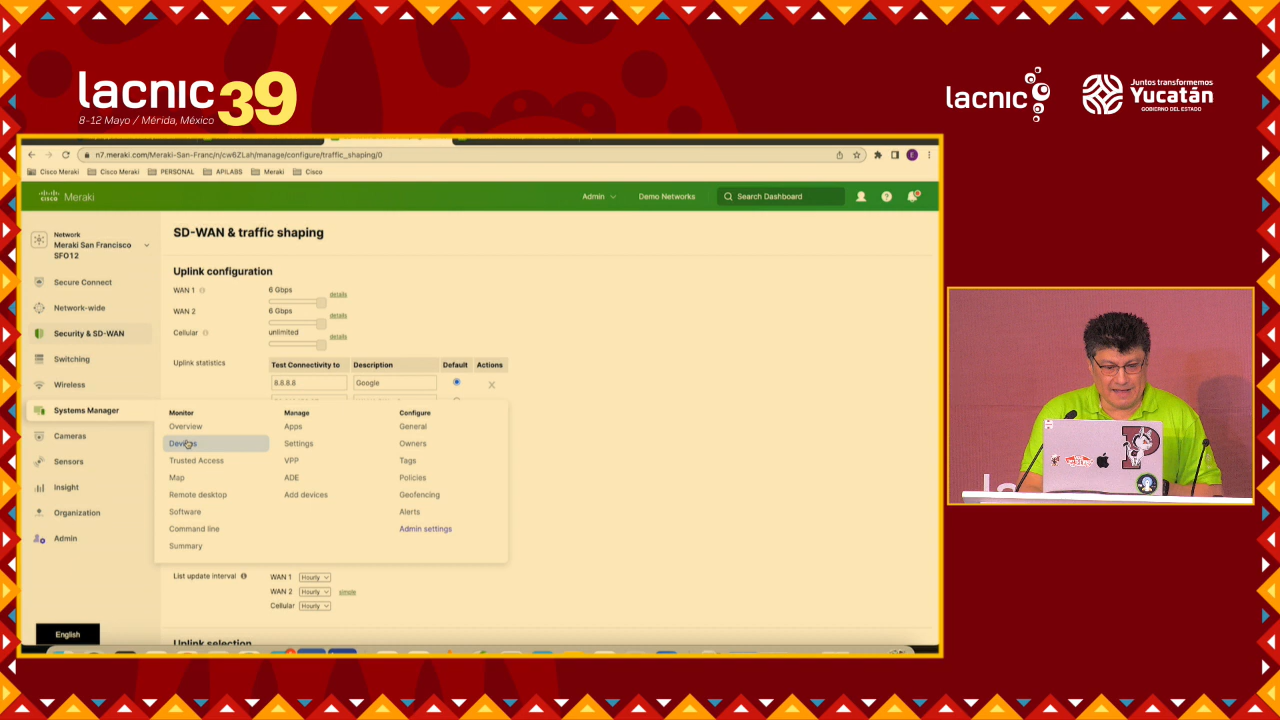 lacnic39
8-12 Mayo / Mérida, México
lacnic
Juntos transformemos
Yucatán
GOBIERNO DEL ESTADO
n7.meraki.com/Meraki-San-Franc/n/cw6ZLah/manage/configure/traffic_shaping/0
Cisco Meraki
Cisco Meraki
PERSONAL
APILABS
Meraki
Cisco
CISCO Meraki
Admin
Demo Networks
Search Dashboard
Network
Meraki San Francisco
SFO12
Secure Connect
Network-wide
Security & SD-WAN
Switching
Wireless
Systems Manager
Cameras
Sensors
Insight
Organization
Admin
English
SD-WAN & traffic shaping
Uplink configuration
WAN 1 6 Gbps details
WAN 2 6 Gbps details
Cellular unlimited details
Uplink statistics
Test Connectivity to Description Default Actions
8.8.8.8 Google X
Monitor
Overview
Devices
Trusted Access
Map
Remote desktop
Software
Command line
Summary
Manage
Apps
Settings
VPP
ADE
Add devices
Configure
General
Owners
Tags
Policies
Geofencing
Alerts
Admin settings
List update interval
WAN 1 Hourly
WAN 2 Hourly simple
Cellular Hourly
Uplink selection